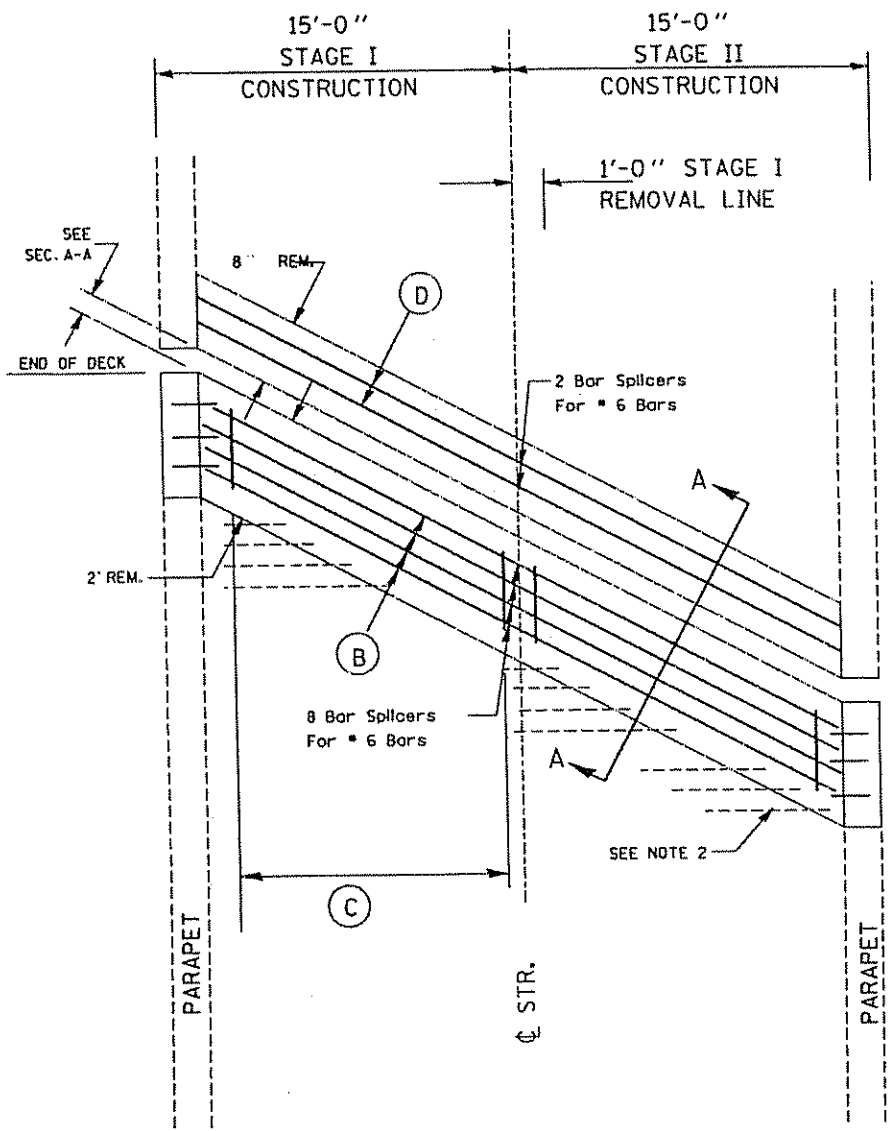 15'-0"
STAGE I
CONSTRUCTION
15'-0"
STAGE II
CONSTRUCTION
1'-0" STAGE I
REMOVAL LINE
SEE
SEC. A-A
8" REM.
D
END OF DECK
2 Bar Splicers
For * 6 Bars
A
2' REM.
B
8 Bar Splicers
For * 6 Bars
A
SEE NOTE 2
C
PARAPET
℄ STR.
PARAPET